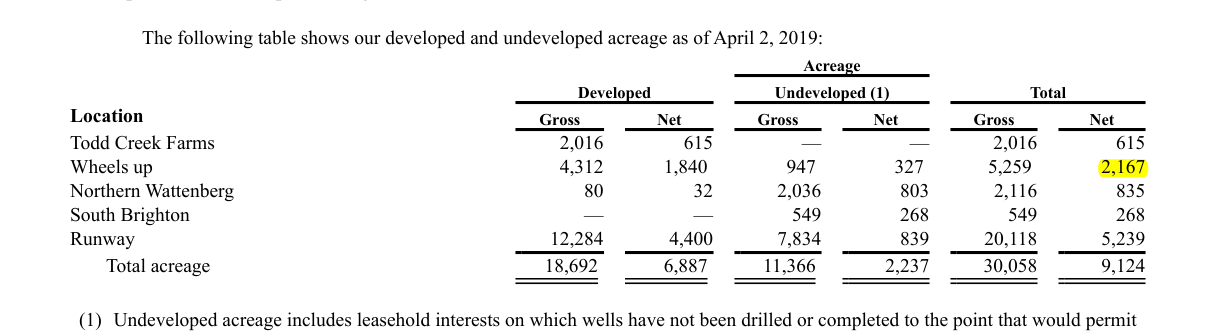 The following table shows our developed and undeveloped acreage as of April 2, 2019:
Acreage
Developed Undeveloped (1) Total
Location Gross Net Gross Net Gross Net
Todd Creek Farms 2,016 615 — — 2,016 615
Wheels up 4,312 1,840 947 327 5,259 2,167
Northern Wattenberg 80 32 2,036 803 2,116 835
South Brighton — — 549 268 549 268
Runway 12,284 4,400 7,834 839 20,118 5,239
Total acreage 18,692 6,887 11,366 2,237 30,058 9,124
(1) Undeveloped acreage includes leasehold interests on which wells have not been drilled or completed to the point that would permit